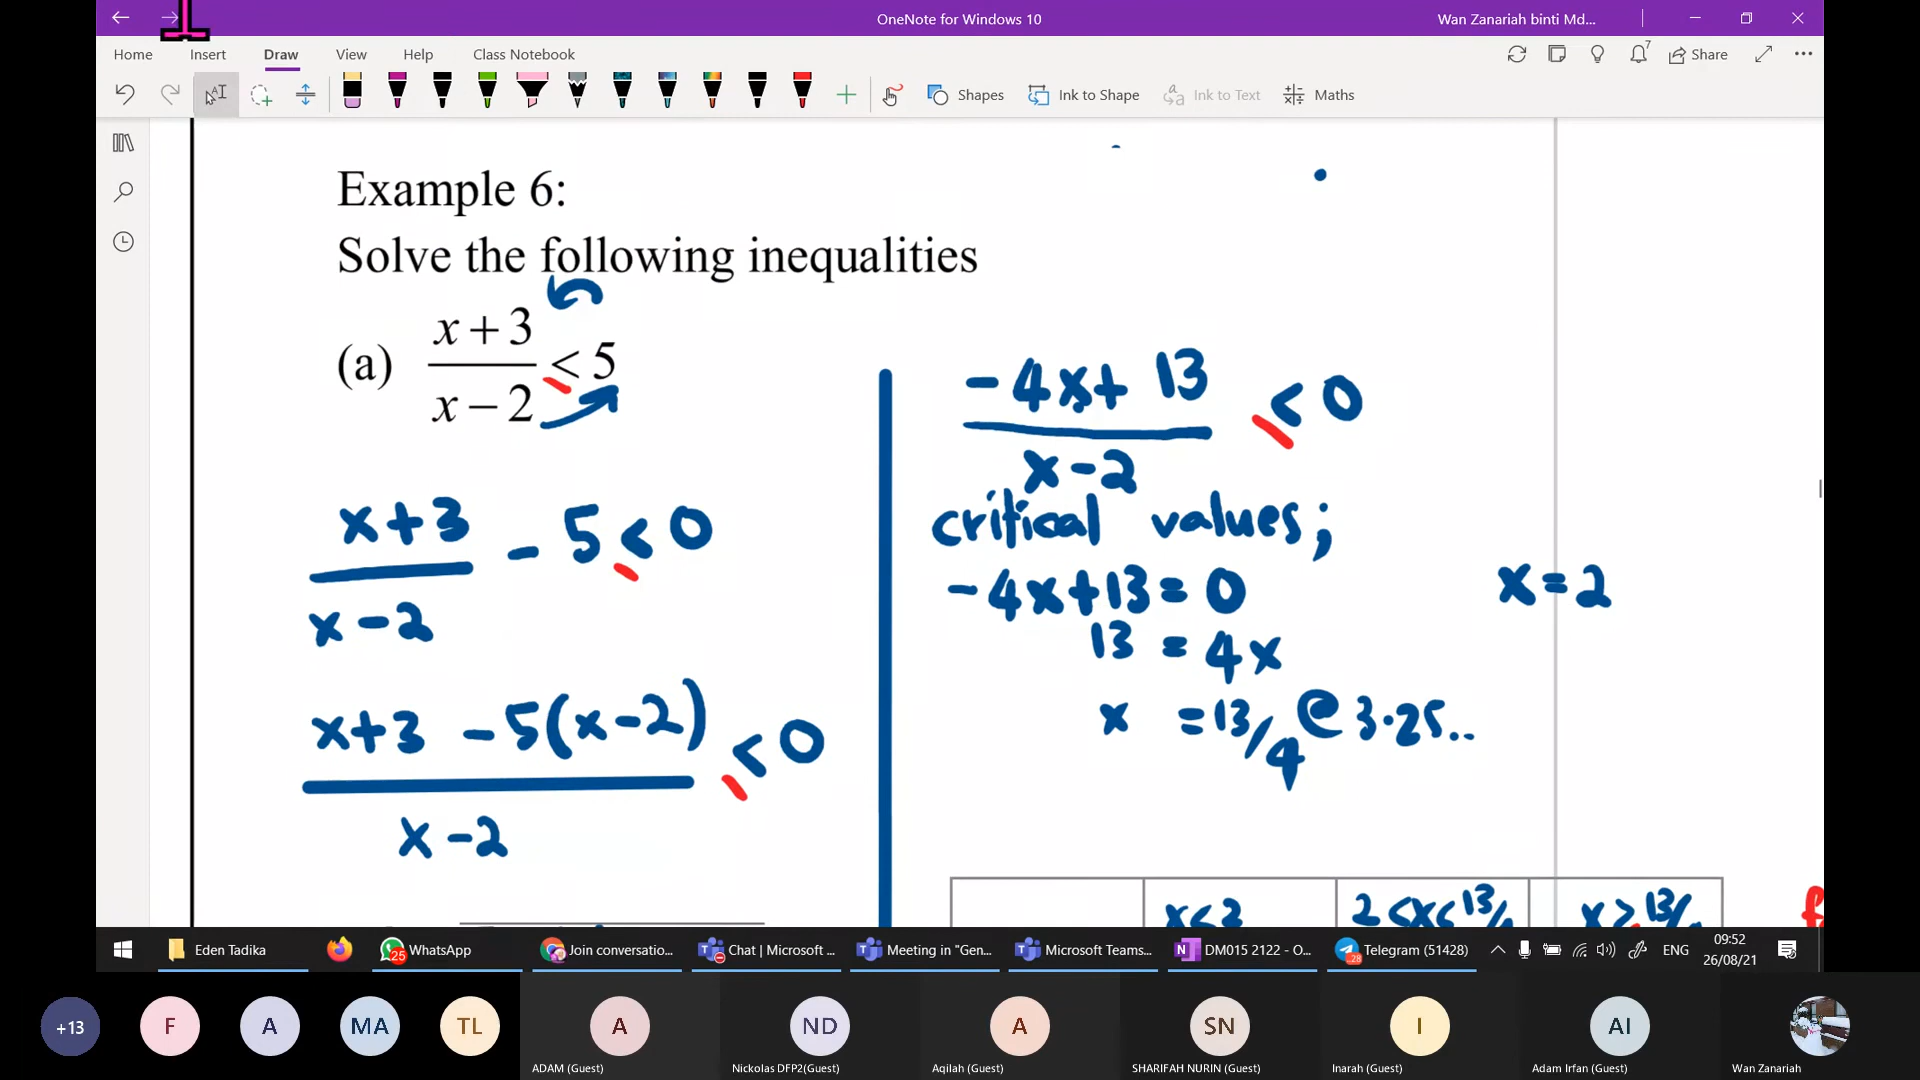 OneNote for Windows 10
Wan Zanariah binti Md...
Home Insert Draw View Help Class Notebook
7
Share
Shapes Ink to Shape Ink to Text Maths
Example 6:
Solve the following inequalities
(a) x+3
< 5
x−2
x+3
- 5 < 0
x-2
x+3 -5(x-2)
< 0
x-2
-4x+ 13
< 0
x-2
critical values;
-4x+13 = 0
x=2
13 = 4x
x = 13/4 @ 3.25..
x<2 2<x<13/4 x>13/4
Eden Tadika
25 WhatsApp
Join conversatio...
Chat | Microsoft ...
Meeting in "Gen...
Microsoft Teams...
DM015 2122 - O...
28 Telegram (51428)
ENG
09:52
26/08/21
+13 F A MA TL A ND A SN I AI
ADAM (Guest) Nickolas DFP2(Guest) Aqilah (Guest) SHARIFAH NURIN (Guest) Inarah (Guest) Adam Irfan (Guest) Wan Zanariah